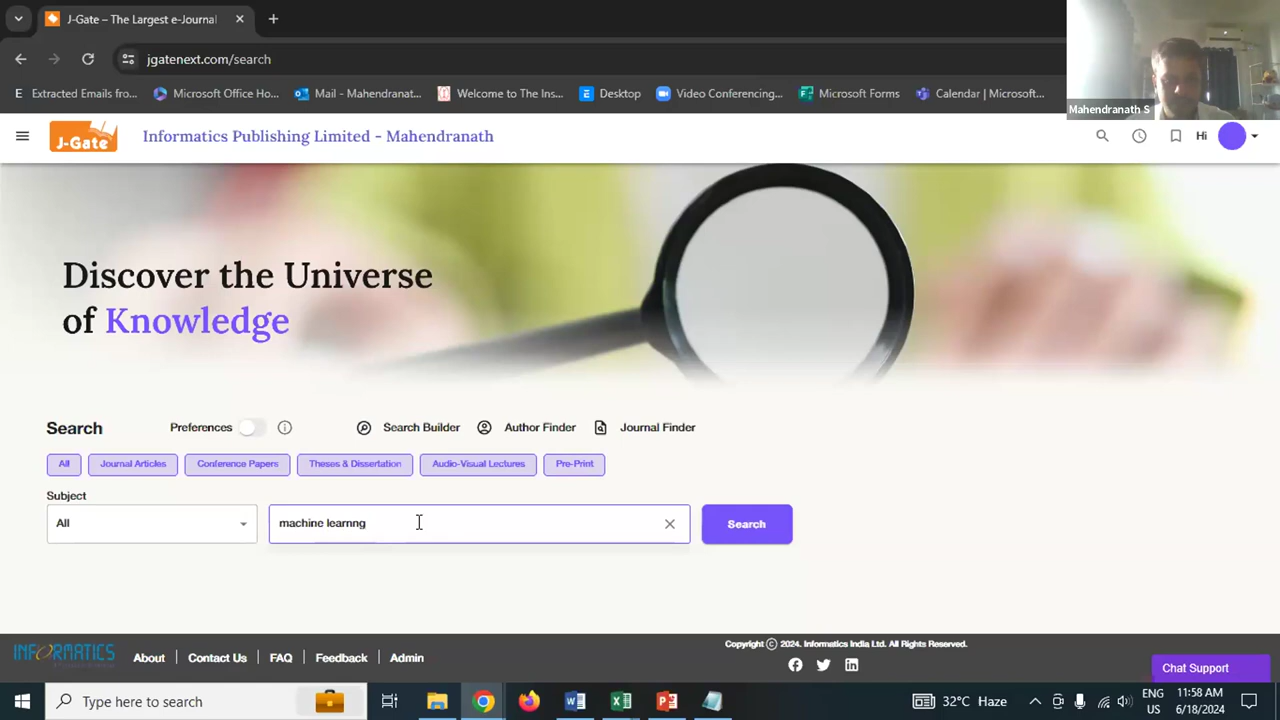 J-Gate – The Largest e-Journal
jgatenext.com/search
E Extracted Emails fro...
Microsoft Office Ho...
Mail - Mahendranat...
Welcome to The Ins...
Desktop
Video Conferencing...
Microsoft Forms
Calendar | Microsoft...
Mahendranath S
J-Gate
Informatics Publishing Limited - Mahendranath
Hi
Discover the Universe
of Knowledge
Search
Preferences
Search Builder
Author Finder
Journal Finder
All
Journal Articles
Conference Papers
Theses & Dissertation
Audio-Visual Lectures
Pre-Print
Subject
All
machine learnng
Search
INFORMATICS
About
Contact Us
FAQ
Feedback
Admin
Copyright © 2024. Informatics India Ltd. All Rights Reserved.
Chat Support
Type here to search
32°C Haze
ENG
US
11:58 AM
6/18/2024